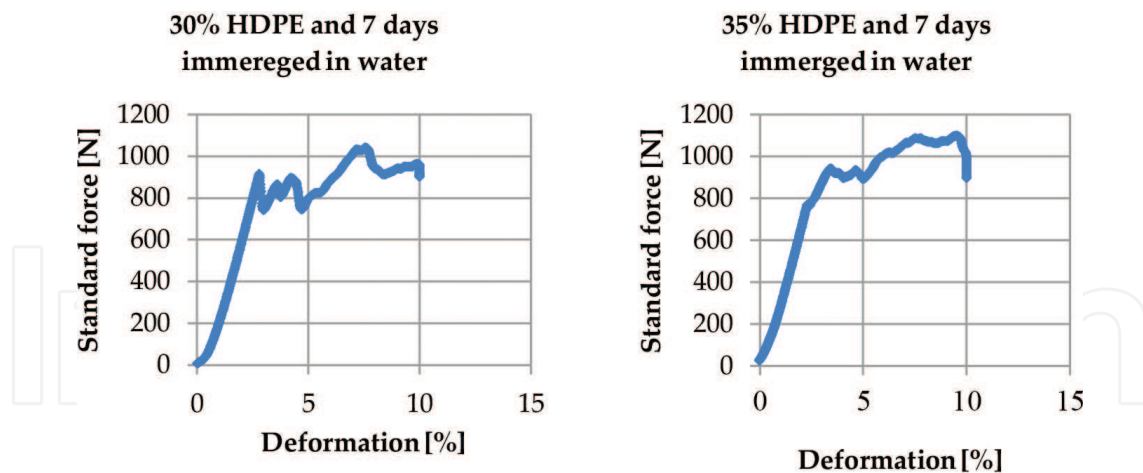 30% HDPE and 7 days
immereged in water
1200
1000
800
600
400
200
0
0 5 10 15
Standard force [N]
Deformation [%]
35% HDPE and 7 days
immerged in water
1200
1000
800
600
400
200
0
0 5 10 15
Standard force [N]
Deformation [%]